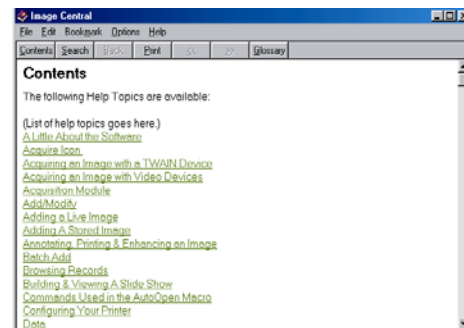 Image Central
File Edit Bookmark Options Help
Contents Search Back Print << >> Glossary
Contents
The following Help Topics are available:
(List of help topics goes here.)
A Little About the Software
Acquire Icon
Acquiring an Image with a TWAIN Device
Acquiring an Image with Video Devices
Acquisition Module
Add/Modify
Adding a Live Image
Adding A Stored Image
Annotating, Printing & Enhancing an Image
Batch Add
Browsing Records
Building & Viewing A Slide Show
Commands Used in the AutoOpen Macro
Configuring Your Printer
Data